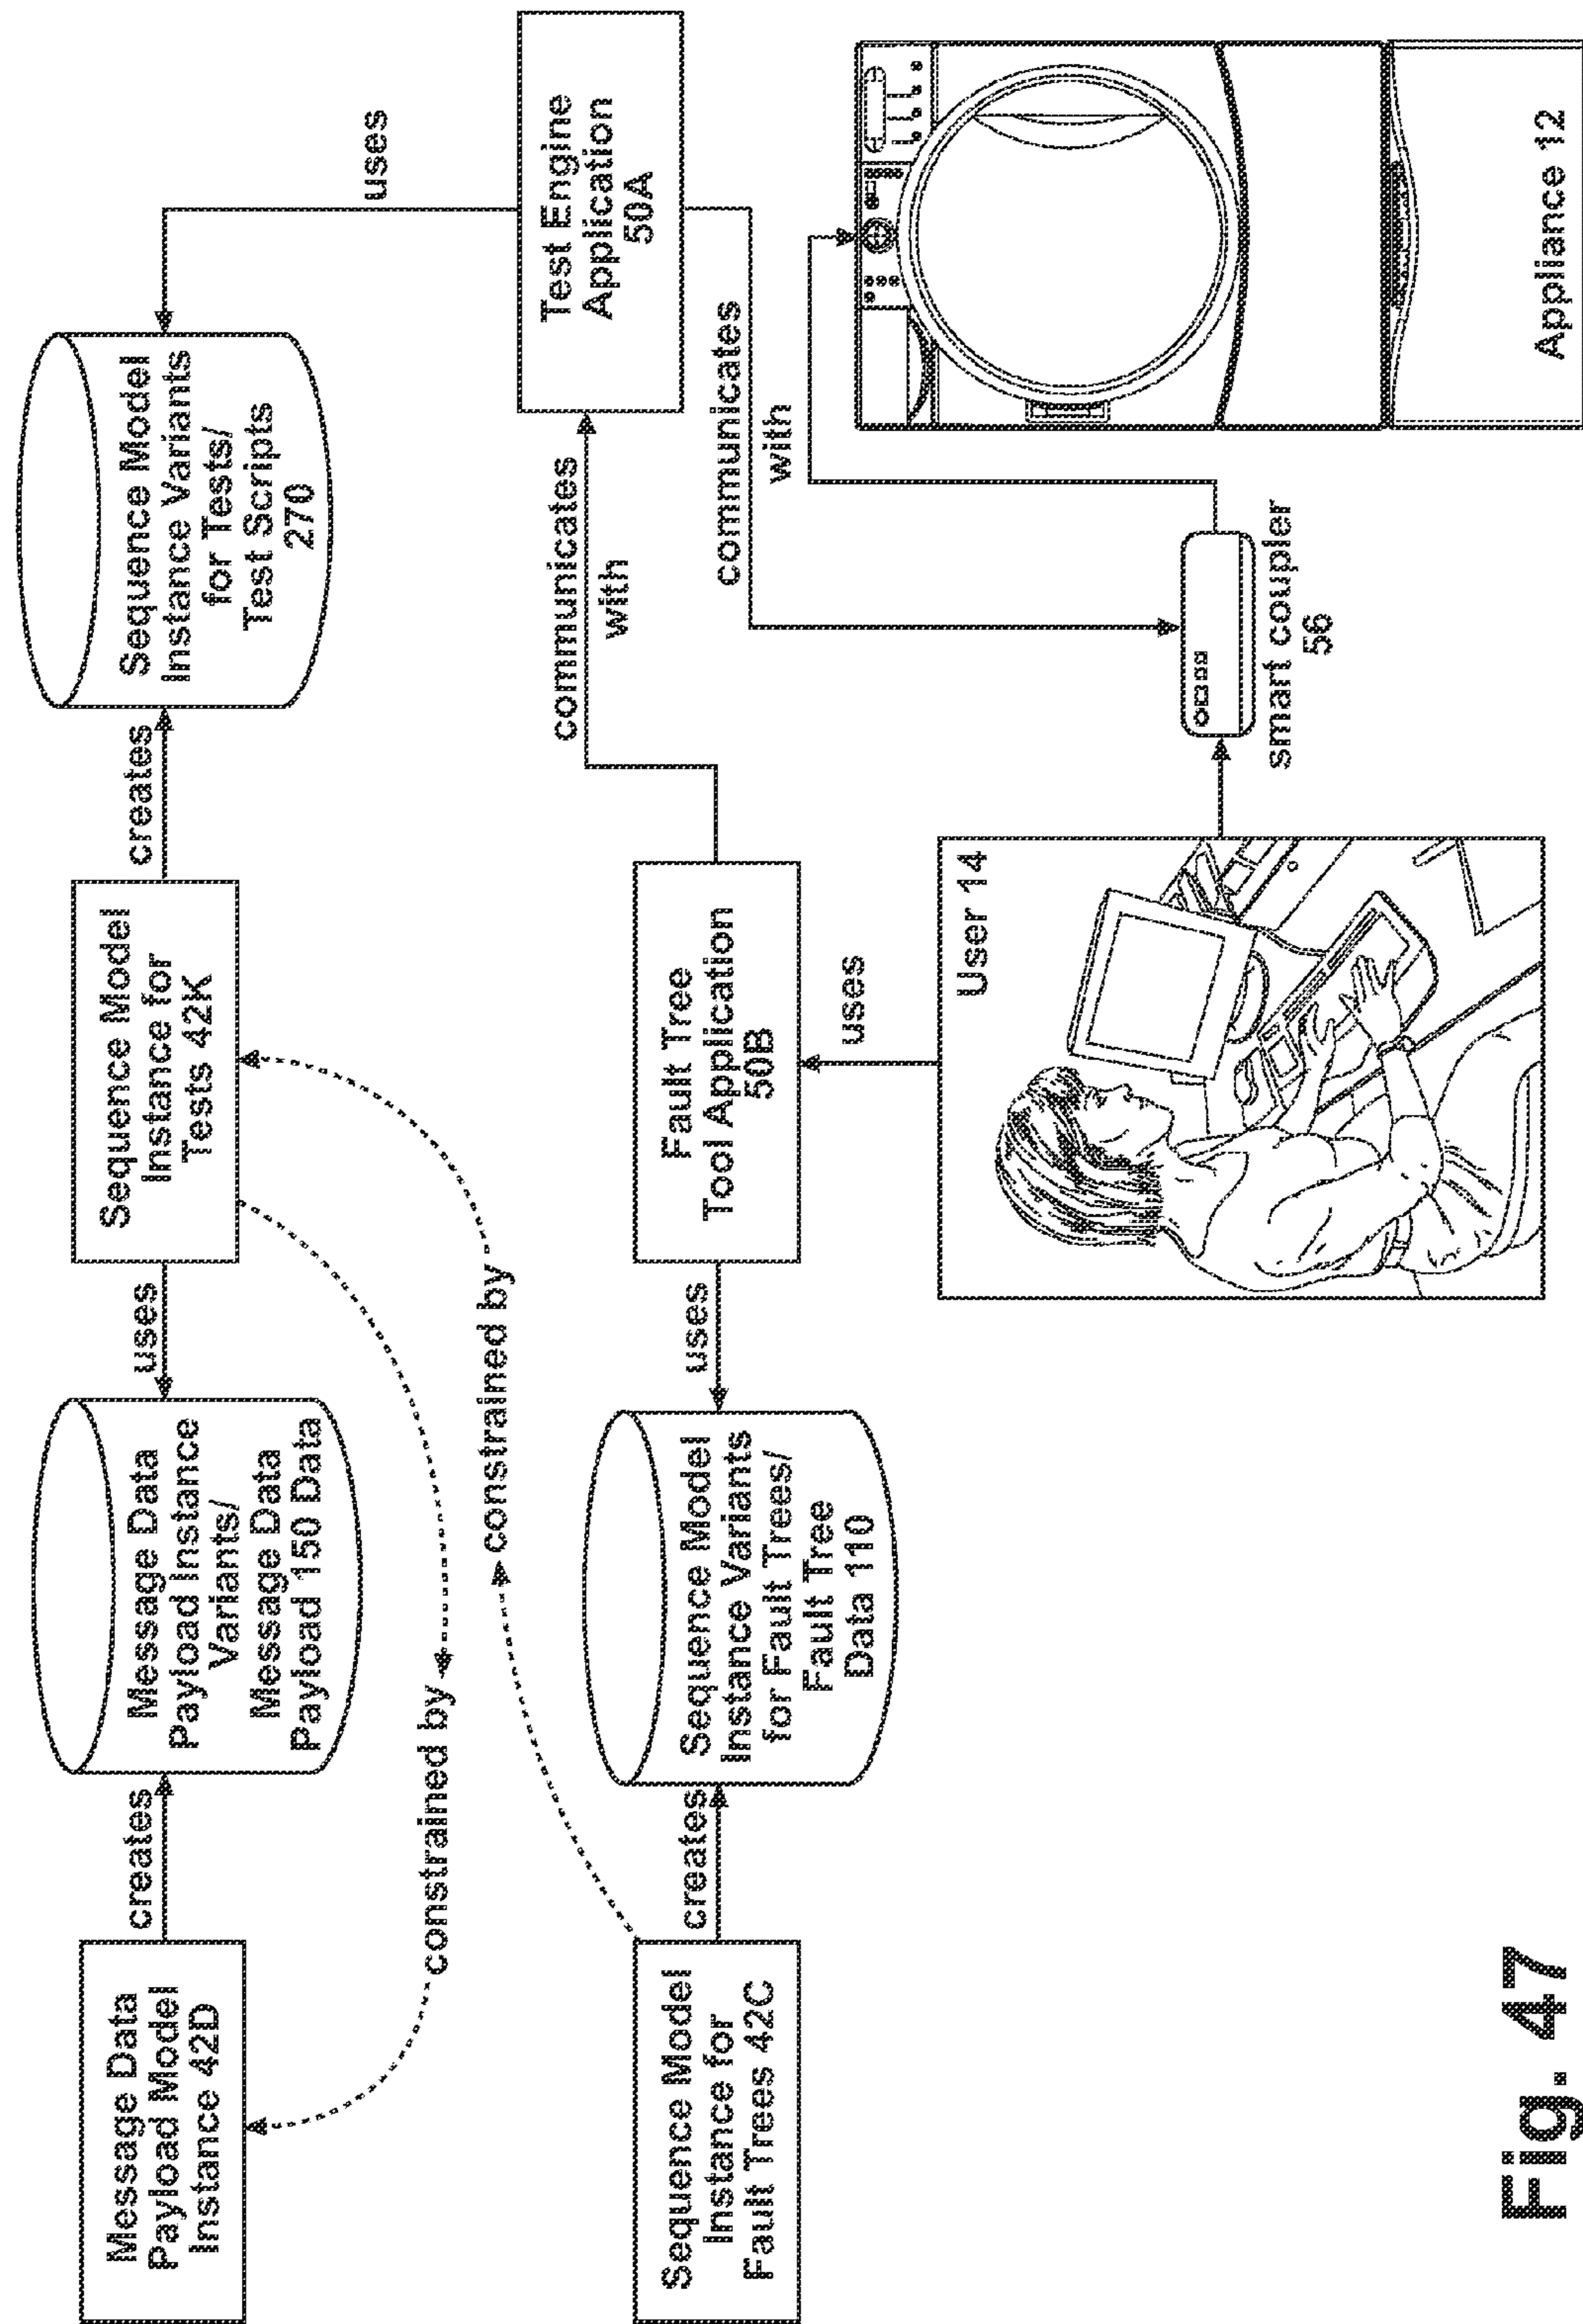 Message Data
Payload Model
Instance 42D
creates
Message Data
Payload Instance
Variants/
Message Data
Payload 150 Data
uses
Sequence Model
Instance for
Tests 42K
creates
Sequence Model
Instance Variants
for Tests/
Test Scripts
270
uses
constrained by
constrained by
Sequence Model
Instance for
Fault Trees 42C
creates
Sequence Model
Instance Variants
for Fault Trees/
Fault Tree
Data 110
uses
Fault Tree
Tool Application
50B
communicates
with
Test Engine
Application
50A
uses
communicates
with
User 14
smart coupler
56
Appliance 12
Fig. 47